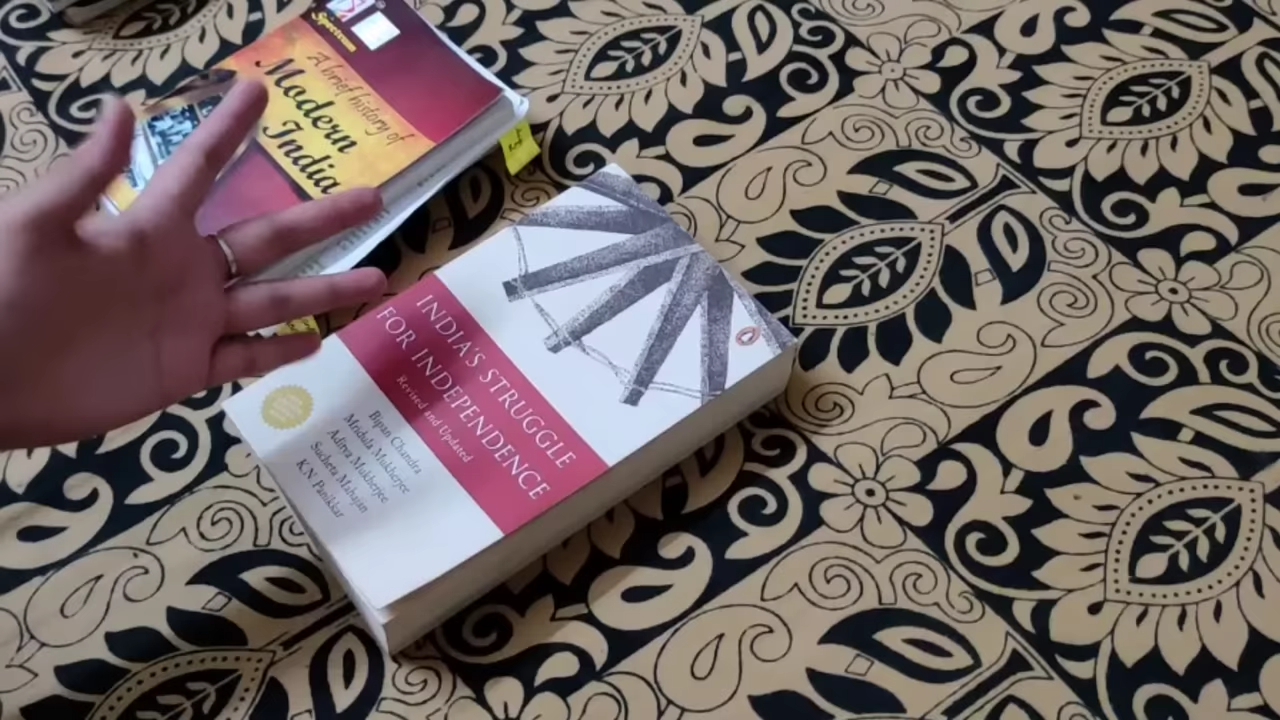 Spectrum
A brief history of
Modern
India
INDIA'S STRUGGLE
FOR INDEPENDENCE
Revised and Updated
Bipan Chandra
Mridula Mukherjee
Aditya Mukherjee
Sucheta Mahajan
K.N. Panikkar